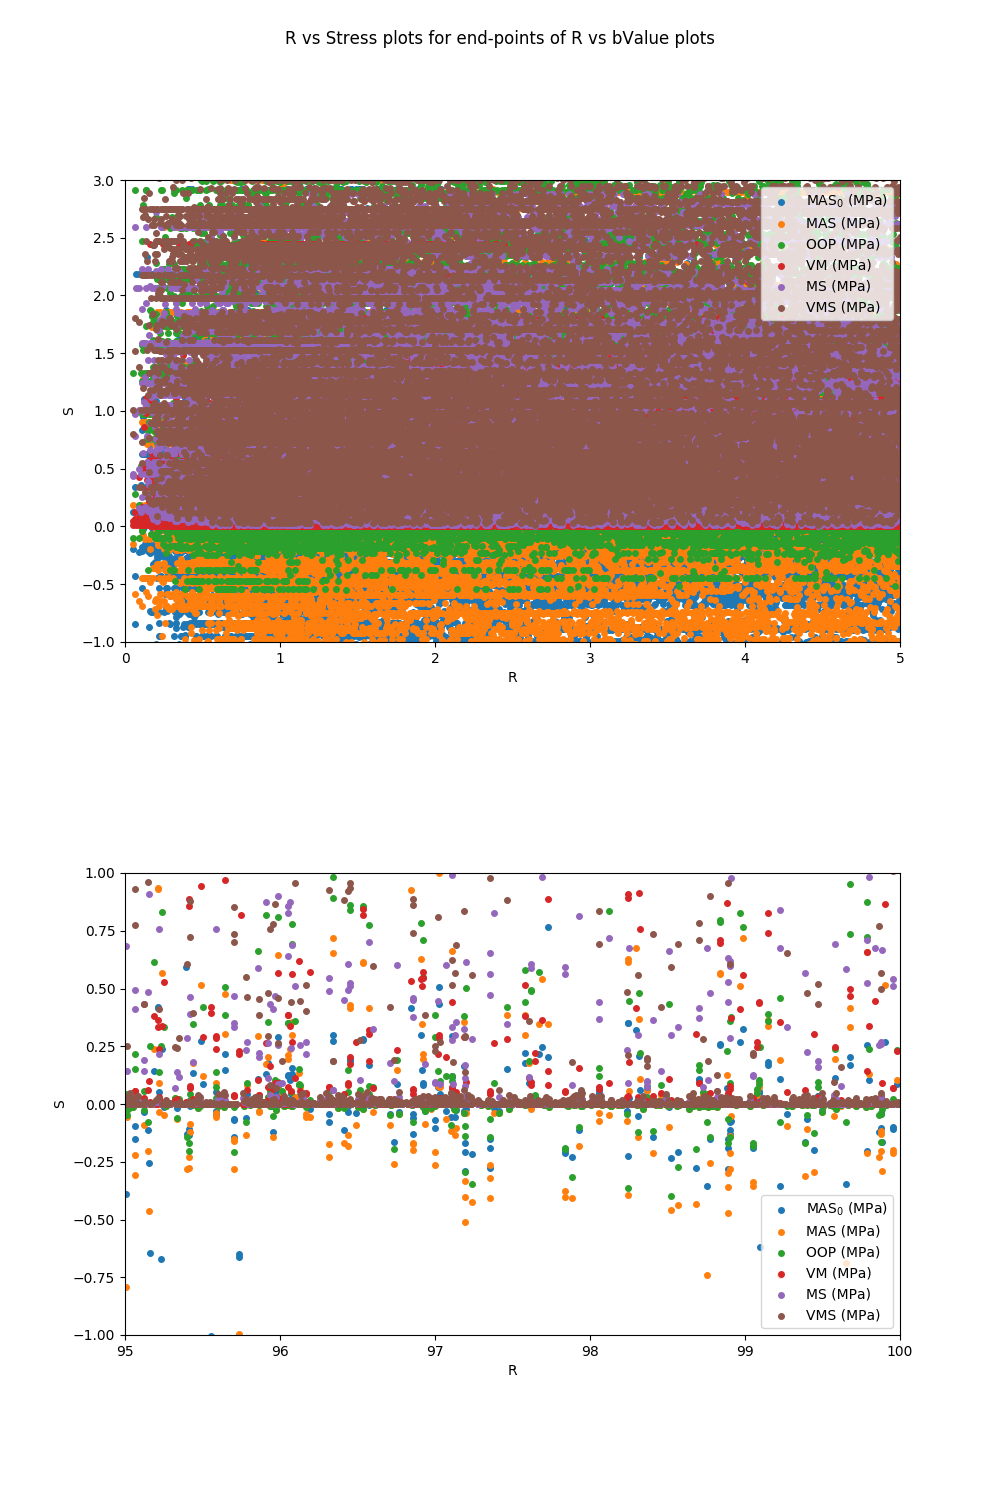 R vs Stress plots for end-points of R vs bValue plots
3.0
2.5
2.0
1.5
1.0
0.5
0.0
−0.5
−1.0
S
MAS₀ (MPa)
MAS (MPa)
OOP (MPa)
VM (MPa)
MS (MPa)
VMS (MPa)
0 1 2 3 4 5
R
1.00
0.75
0.50
0.25
0.00
−0.25
−0.50
−0.75
−1.00
S
MAS₀ (MPa)
MAS (MPa)
OOP (MPa)
VM (MPa)
MS (MPa)
VMS (MPa)
95 96 97 98 99 100
R